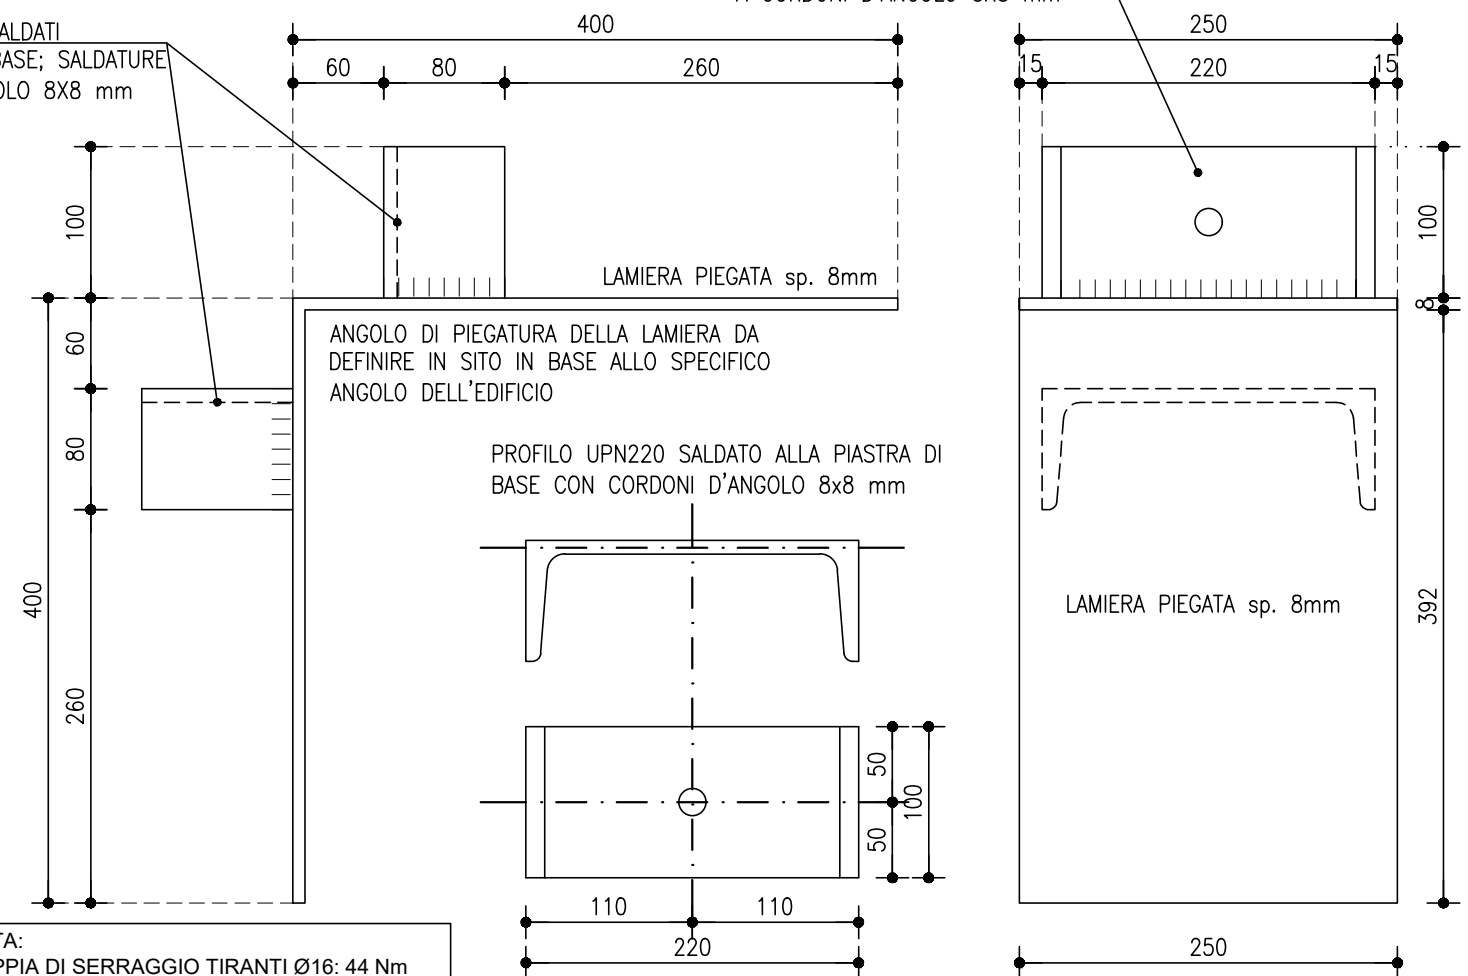 ALDATI
BASE; SALDATURE
OLO 8X8 mm
400
60
80
260
250
15
220
15
100
60
80
260
400
LAMIERA PIEGATA sp. 8mm
ANGOLO DI PIEGATURA DELLA LAMIERA DA
DEFINIRE IN SITO IN BASE ALLO SPECIFICO
ANGOLO DELL'EDIFICIO
PROFILO UPN220 SALDATO ALLA PIASTRA DI
BASE CON CORDONI D'ANGOLO 8x8 mm
50
50
100
110
110
220
100
8
392
LAMIERA PIEGATA sp. 8mm
250
TA:
PPIA DI SERRAGGIO TIRANTI Ø16: 44 Nm